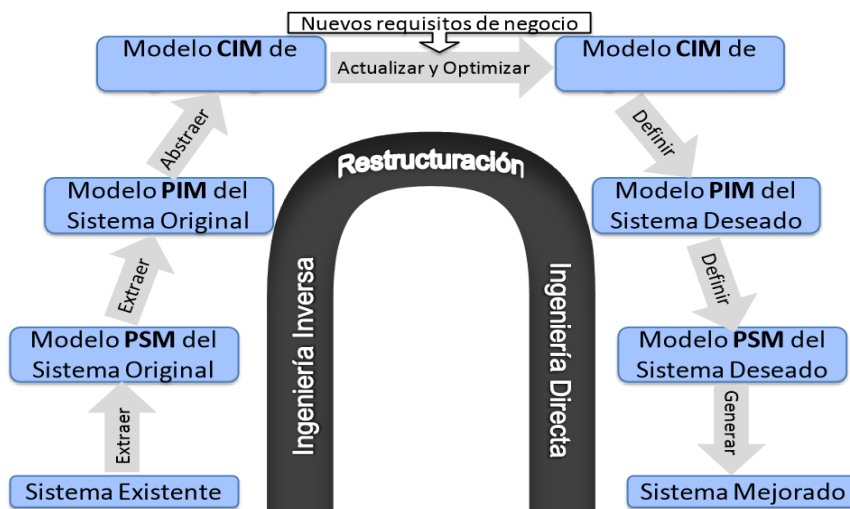 Nuevos requisitos de negocio
Modelo CIM de
Actualizar y Optimizar
Modelo CIM de
Abstraer
Definir
Restructuración
Modelo PIM del
Sistema Original
Modelo PIM del
Sistema Deseado
Extraer
Ingeniería Inversa
Ingeniería Directa
Definir
Modelo PSM del
Sistema Original
Modelo PSM del
Sistema Deseado
Extraer
Generar
Sistema Existente
Sistema Mejorado